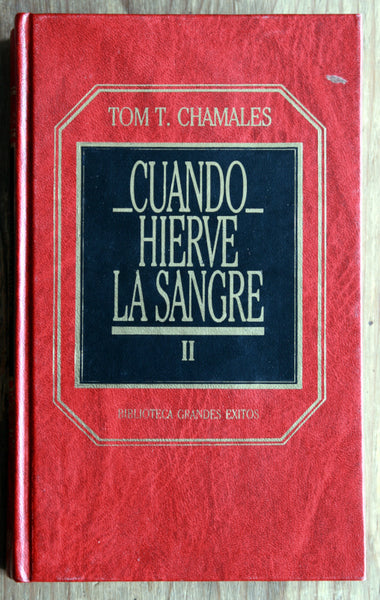 TOM T. CHAMALES
CUANDO
HIERVE
LA SANGRE
II
BIBLIOTECA GRANDES EXITOS